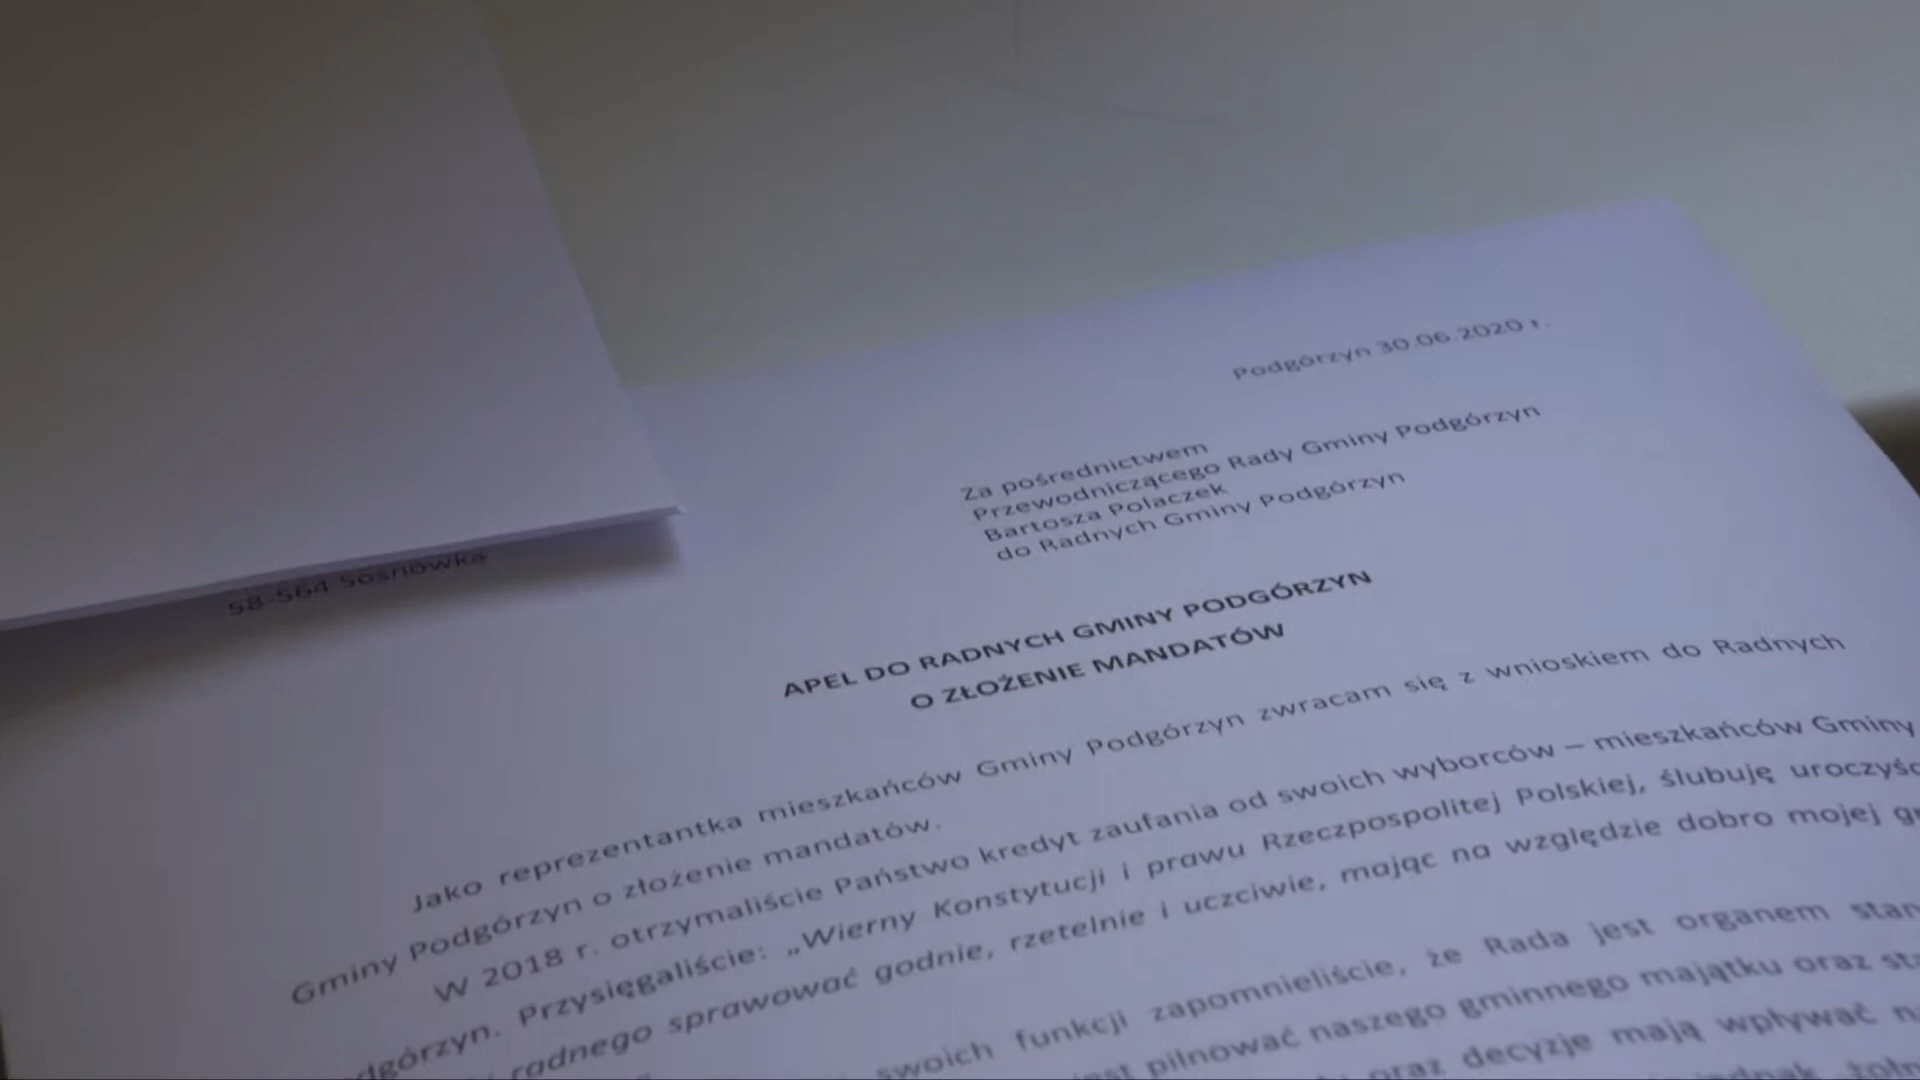 Podgórzyn 30.06.2020 r.
58-564 Sosnówka
Za pośrednictwem
Przewodniczącego Rady Gminy Podgórzyn
Bartosza Polaczek
do Radnych Gminy Podgórzyn
APEL DO RADNYCH GMINY PODGÓRZYN
O ZŁOŻENIE MANDATÓW
Jako reprezentantka mieszkańców Gminy Podgórzyn zwracam się z wnioskiem do Radnych
Gminy Podgórzyn o złożenie mandatów.
W 2018 r. otrzymaliście Państwo kredyt zaufania od swoich wyborców – mieszkańców Gminy
dgórzyn. Przysięgaliście: „Wierny Konstytucji i prawu Rzeczpospolitej Polskiej, ślubuję uroczyśc
radnego sprawować godnie, rzetelnie i uczciwie, mając na względzie dobro mojej
swoich funkcji zapomnieliście, że Rada jest organem stan
jest pilnować naszego gminnego majątku oraz
oraz decyzje mają wpływać
jednak